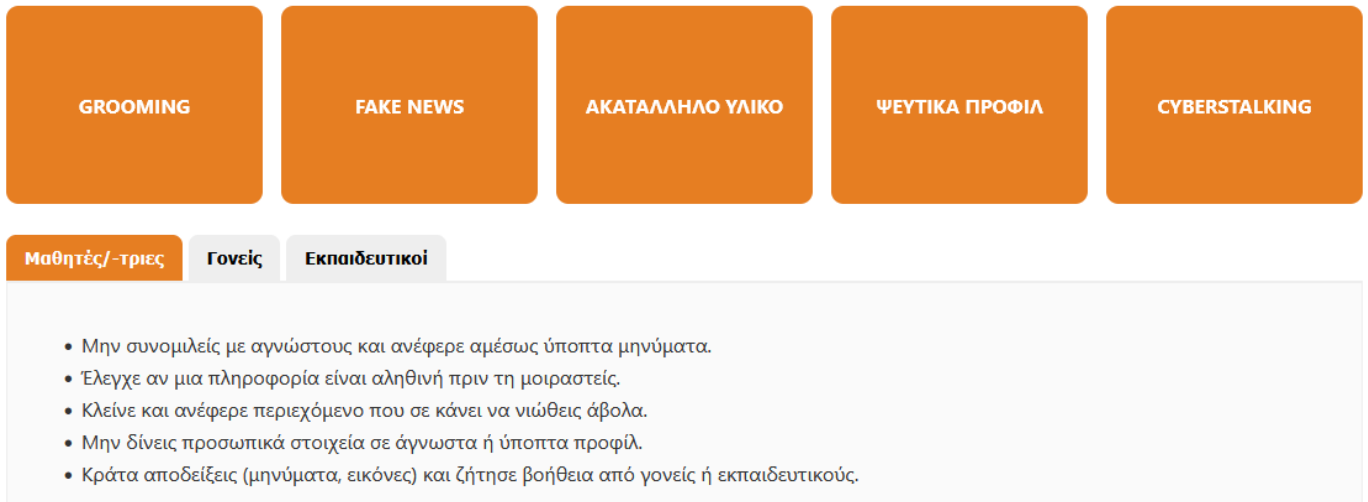 GROOMING
FAKE NEWS
ΑΚΑΤΑΛΛΗΛΟ ΥΛΙΚΟ
ΨΕΥΤΙΚΑ ΠΡΟΦΙΛ
CYBERSTALKING
Μαθητές/-τριες
Γονείς
Εκπαιδευτικοί
• Μην συνομιλείς με αγνώστους και ανέφερε αμέσως ύποπτα μηνύματα.
• Έλεγχε αν μια πληροφορία είναι αληθινή πριν τη μοιραστείς.
• Κλείνε και ανέφερε περιεχόμενο που σε κάνει να νιώθεις άβολα.
• Μην δίνεις προσωπικά στοιχεία σε άγνωστα ή ύποπτα προφίλ.
• Κράτα αποδείξεις (μηνύματα, εικόνες) και ζήτησε βοήθεια από γονείς ή εκπαιδευτικούς.